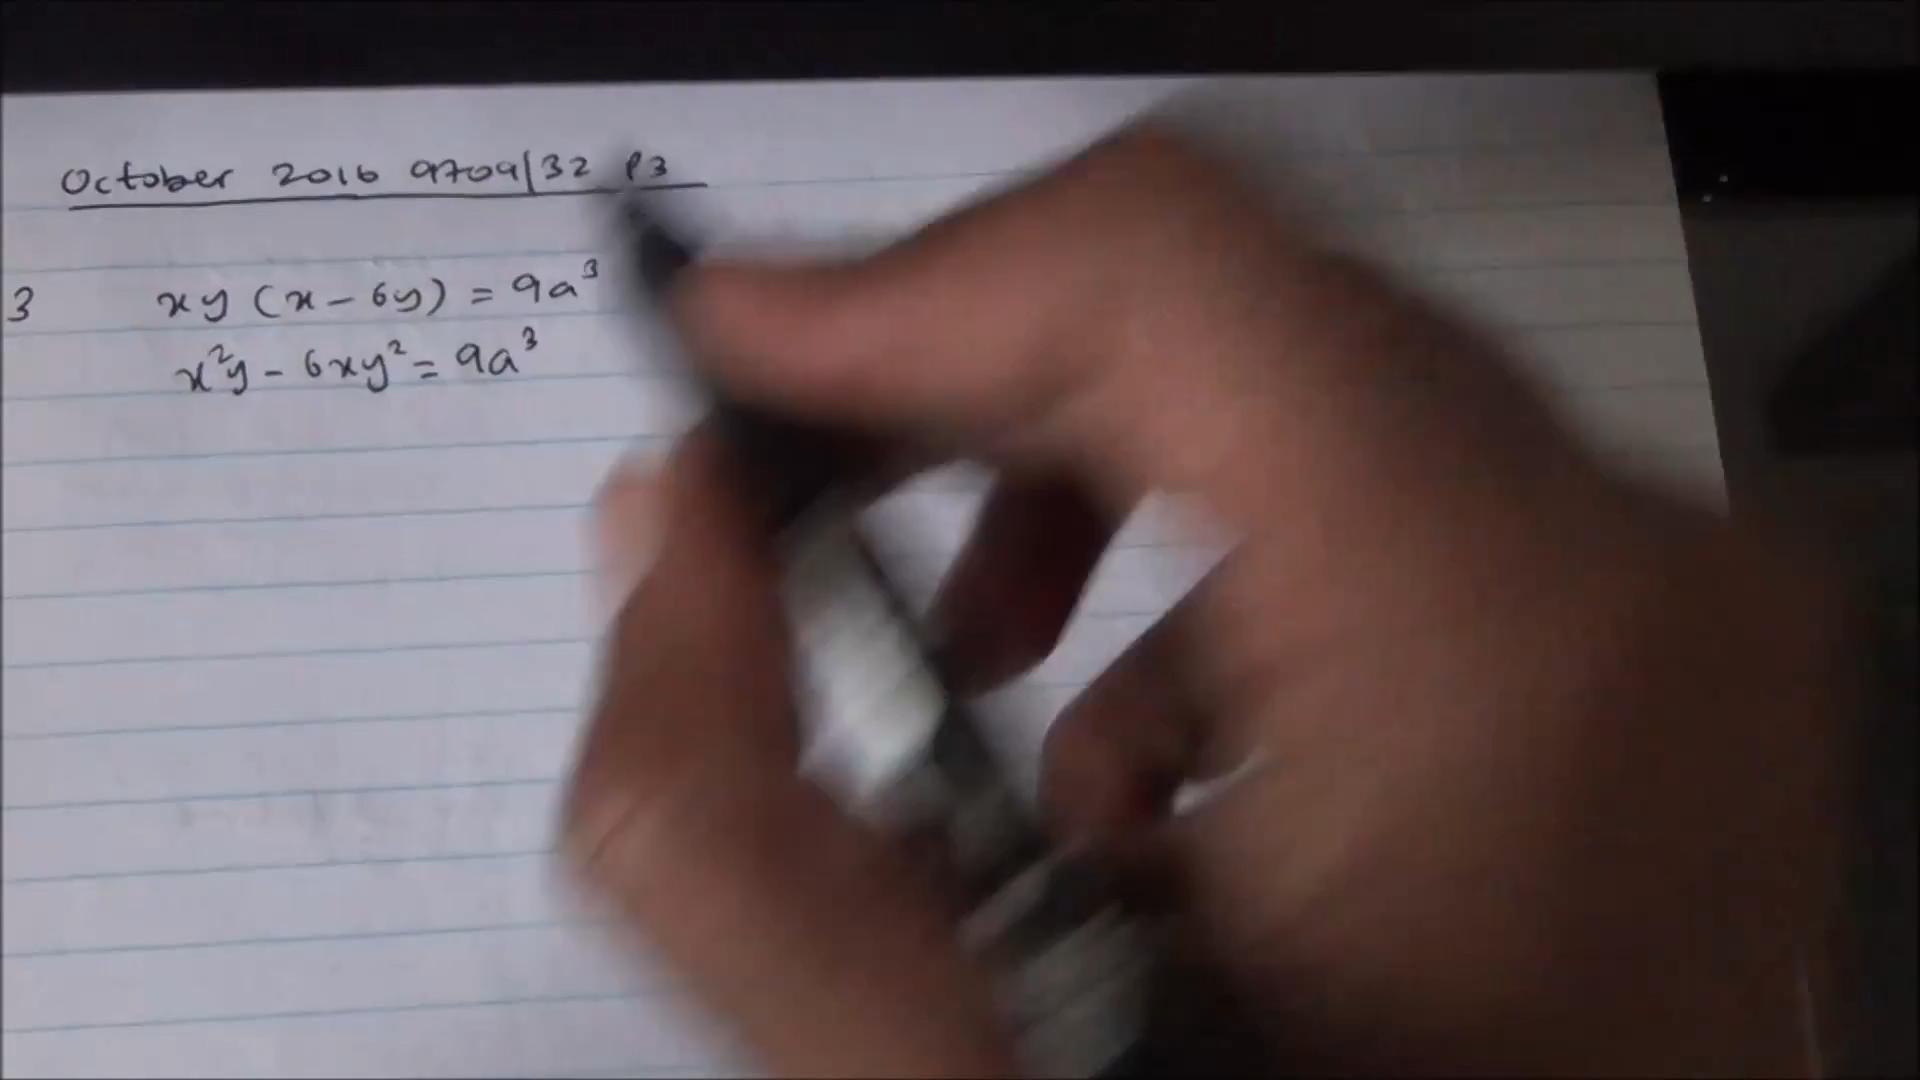 October 2016 9709/32 P3
3 xy (x - 6y) = 9a³
x²y - 6xy² = 9a³